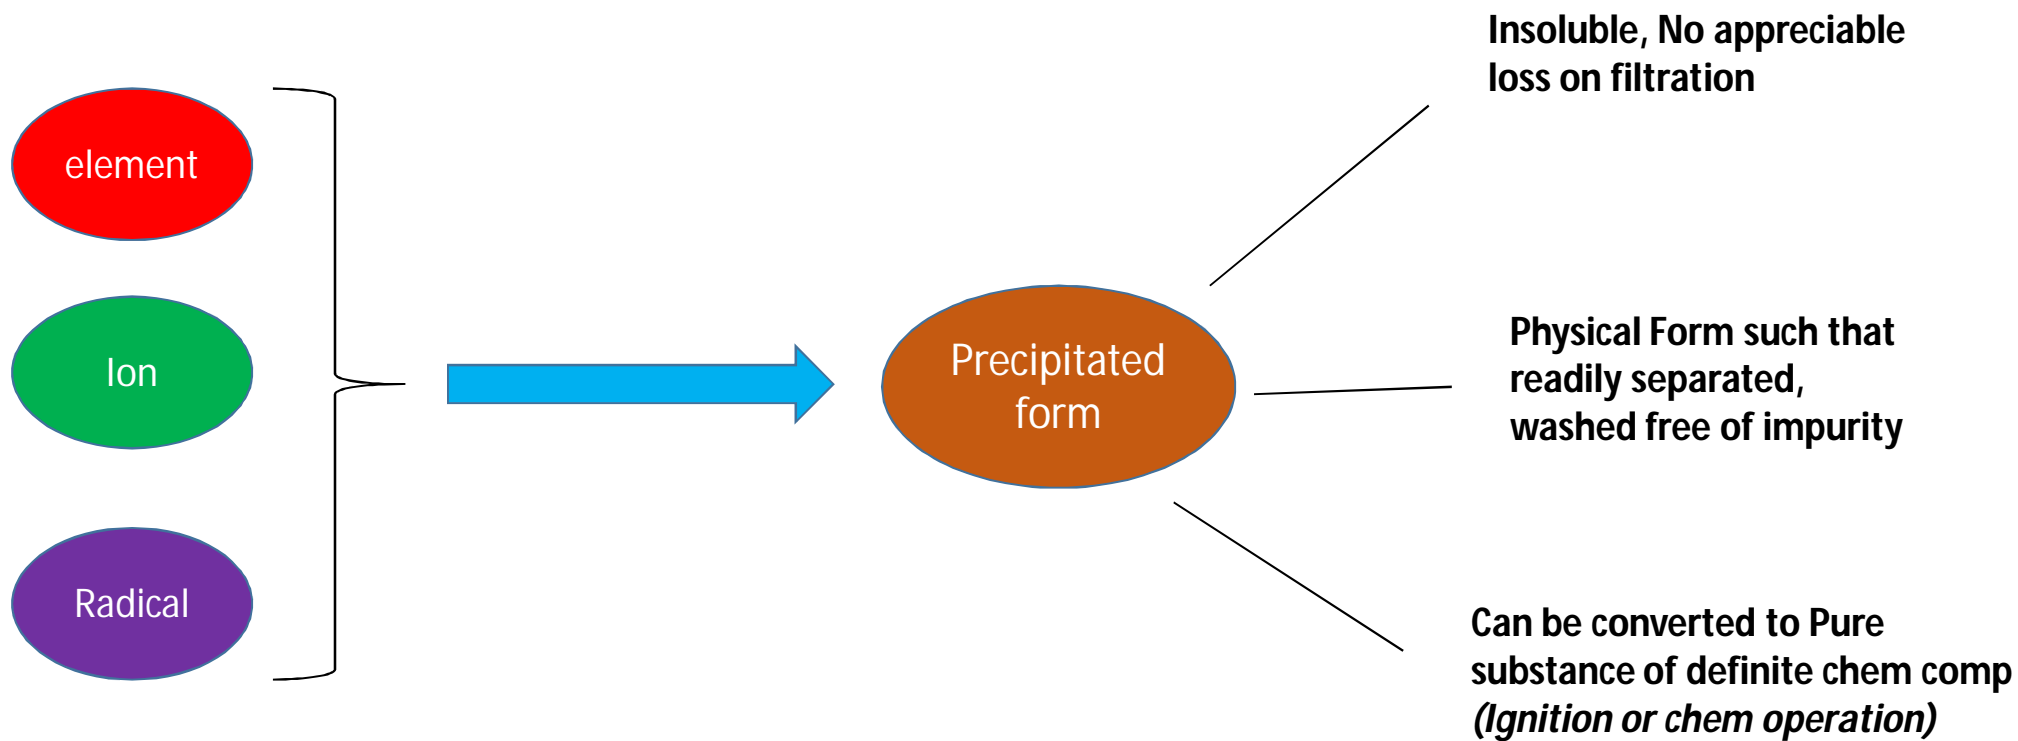 element
Ion
Radical
Precipitated
form
Insoluble, No appreciable
loss on filtration
Physical Form such that
readily separated,
washed free of impurity
Can be converted to Pure
substance of definite chem comp
(Ignition or chem operation)